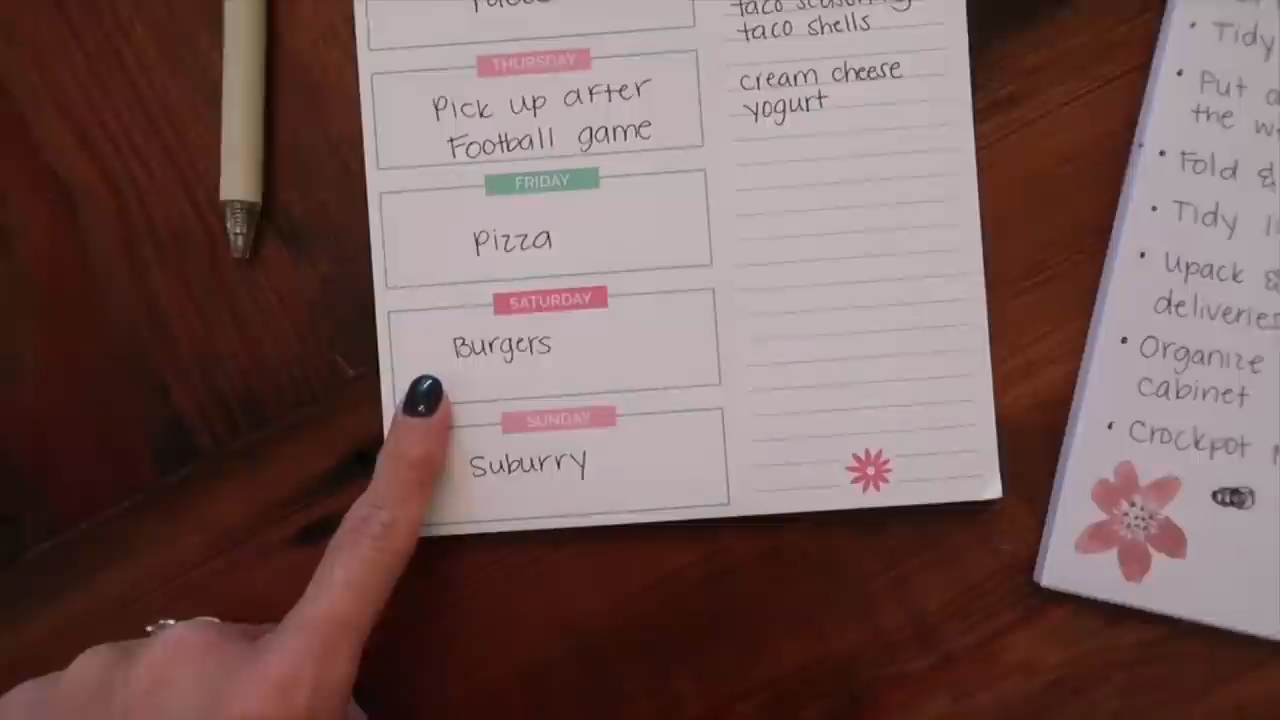 taco shells
THURSDAY
Pick up after
Football game
FRIDAY
Pizza
SATURDAY
Burgers
SUNDAY
Suburry
cream cheese
yogurt
Tidy
Put
the
Fold &
Tidy
Upack &
deliveries
Organize
cabinet
Crockpot